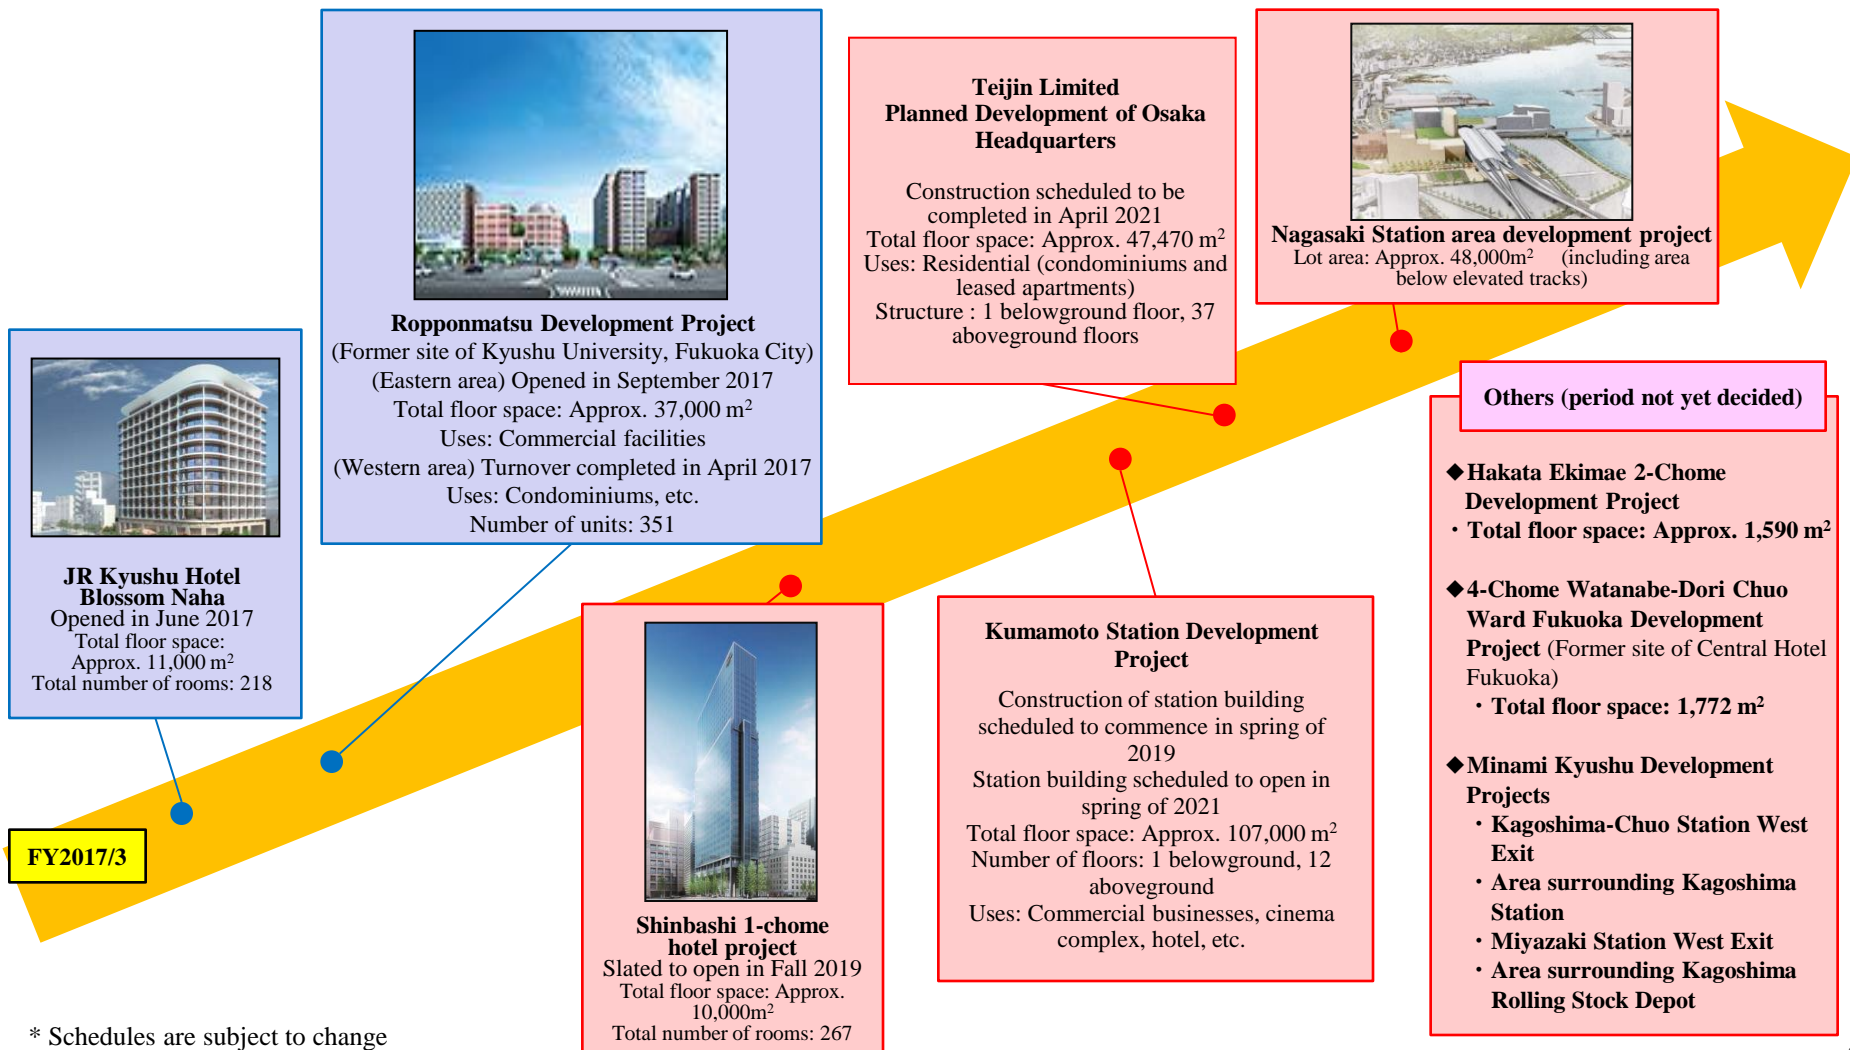 JR Kyushu Hotel
Blossom Naha
Opened in June 2017
Total floor space:
Approx. 11,000 m²
Total number of rooms: 218
Ropponmatsu Development Project
(Former site of Kyushu University, Fukuoka City)
(Eastern area) Opened in September 2017
Total floor space: Approx. 37,000 m²
Uses: Commercial facilities
(Western area) Turnover completed in April 2017
Uses: Condominiums, etc.
Number of units: 351
Teijin Limited
Planned Development of Osaka
Headquarters
Construction scheduled to be
completed in April 2021
Total floor space: Approx. 47,470 m²
Uses: Residential (condominiums and
leased apartments)
Structure : 1 belowground floor, 37
aboveground floors
Nagasaki Station area development project
Lot area: Approx. 48,000m² (including area
below elevated tracks)
FY2017/3
Shinbashi 1-chome
hotel project
Slated to open in Fall 2019
Total floor space: Approx.
10,000m²
Total number of rooms: 267
Kumamoto Station Development
Project
Construction of station building
scheduled to commence in spring of
2019
Station building scheduled to open in
spring of 2021
Total floor space: Approx. 107,000 m²
Number of floors: 1 belowground, 12
aboveground
Uses: Commercial businesses, cinema
complex, hotel, etc.
Others (period not yet decided)
◆Hakata Ekimae 2-Chome
Development Project
・Total floor space: Approx. 1,590 m²
◆4-Chome Watanabe-Dori Chuo
Ward Fukuoka Development
Project (Former site of Central Hotel
Fukuoka)
・Total floor space: 1,772 m²
◆Minami Kyushu Development
Projects
・Kagoshima-Chuo Station West
Exit
・Area surrounding Kagoshima
Station
・Miyazaki Station West Exit
・Area surrounding Kagoshima
Rolling Stock Depot
* Schedules are subject to change